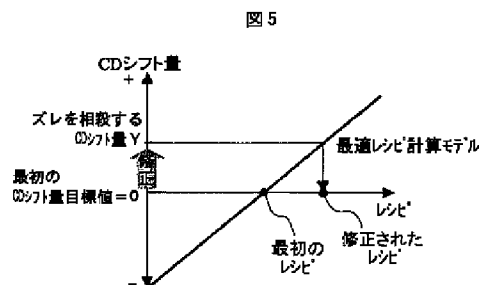 図5
CDシフト量
+
ズレを相殺する
CDシフト量Y
補正
最適レシピ計算モデル
最初の
CDシフト量目標値=0
レシピ
最初の
レシピ
修正された
レシピ
-